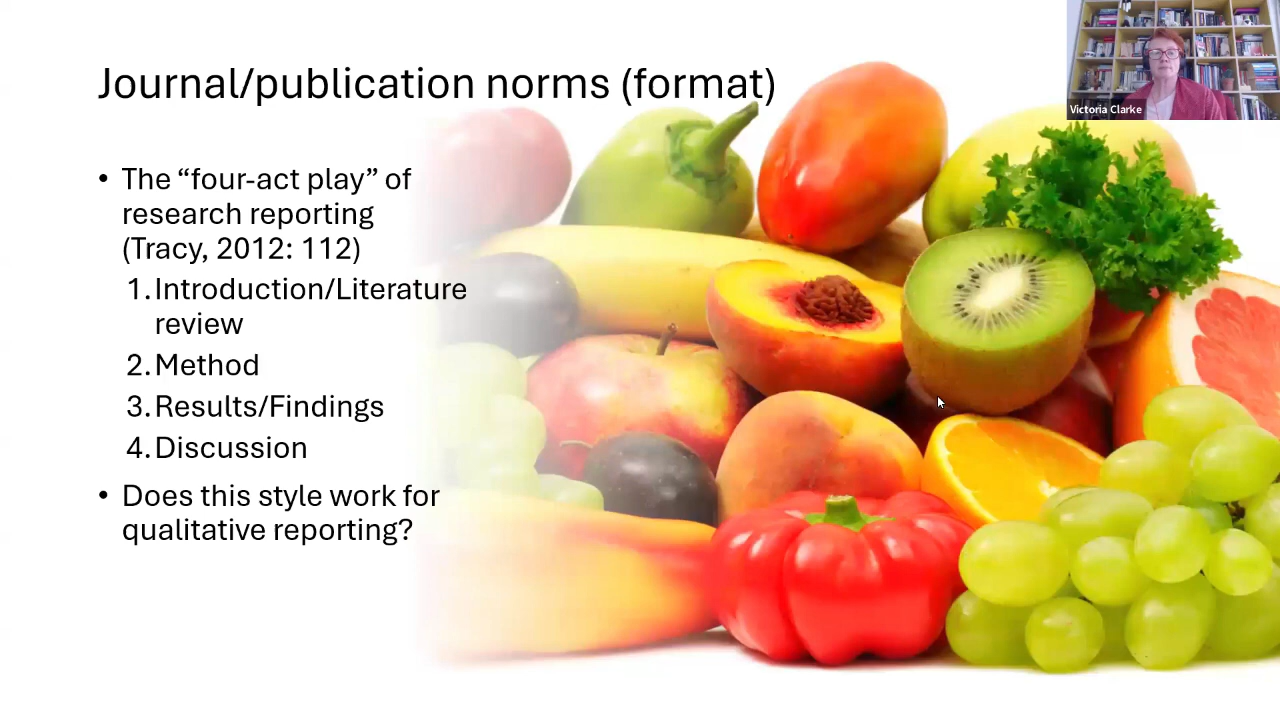 Journal/publication norms (format)
Victoria Clarke
• The “four-act play” of
research reporting
(Tracy, 2012: 112)
1. Introduction/Literature
review
2. Method
3. Results/Findings
4. Discussion
• Does this style work for
qualitative reporting?